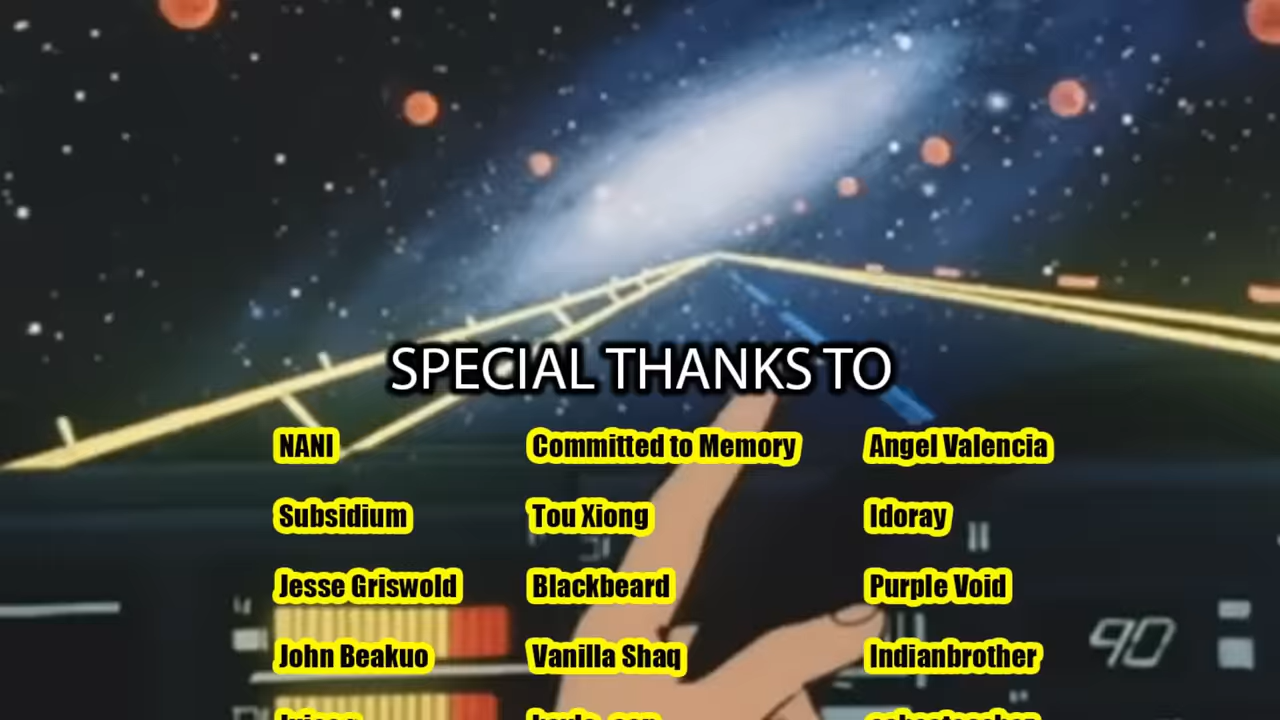 SPECIAL THANKS TO
NANI Committed to Memory Angel Valencia
Subsidium Tou Xiong Idoray
Jesse Griswold Blackbeard Purple Void
John Beakuo Vanilla Shaq Indianbrother
90